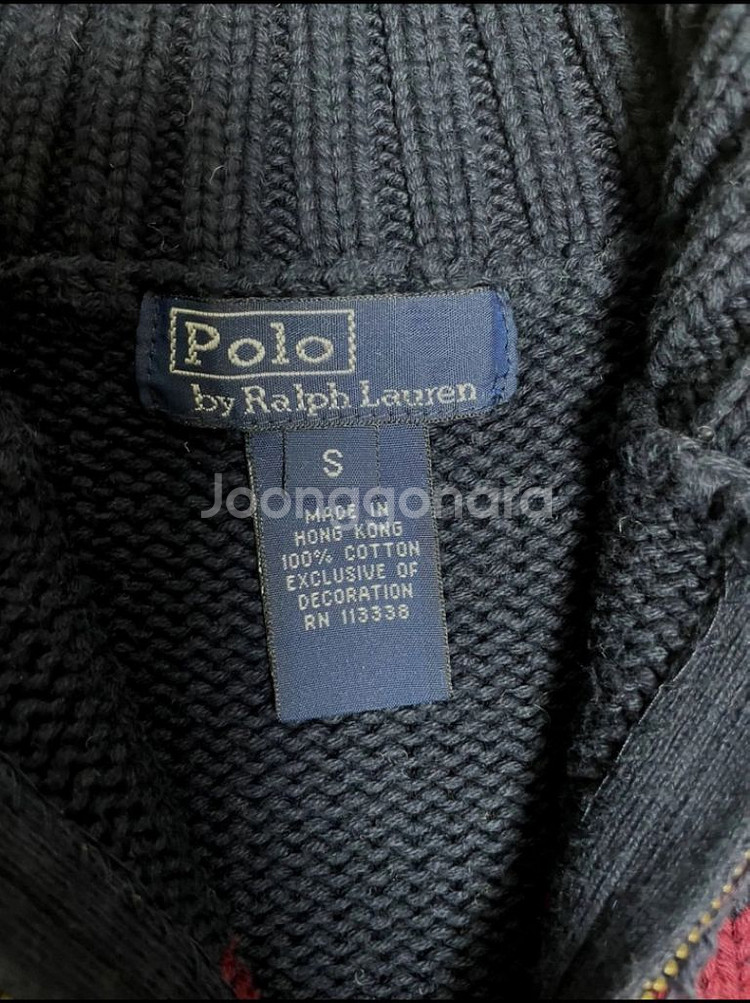 Polo
by Ralph Lauren
S
Joonggonara
MADE IN
HONG KONG
100% COTTON
EXCLUSIVE OF
DECORATION
RN 113338